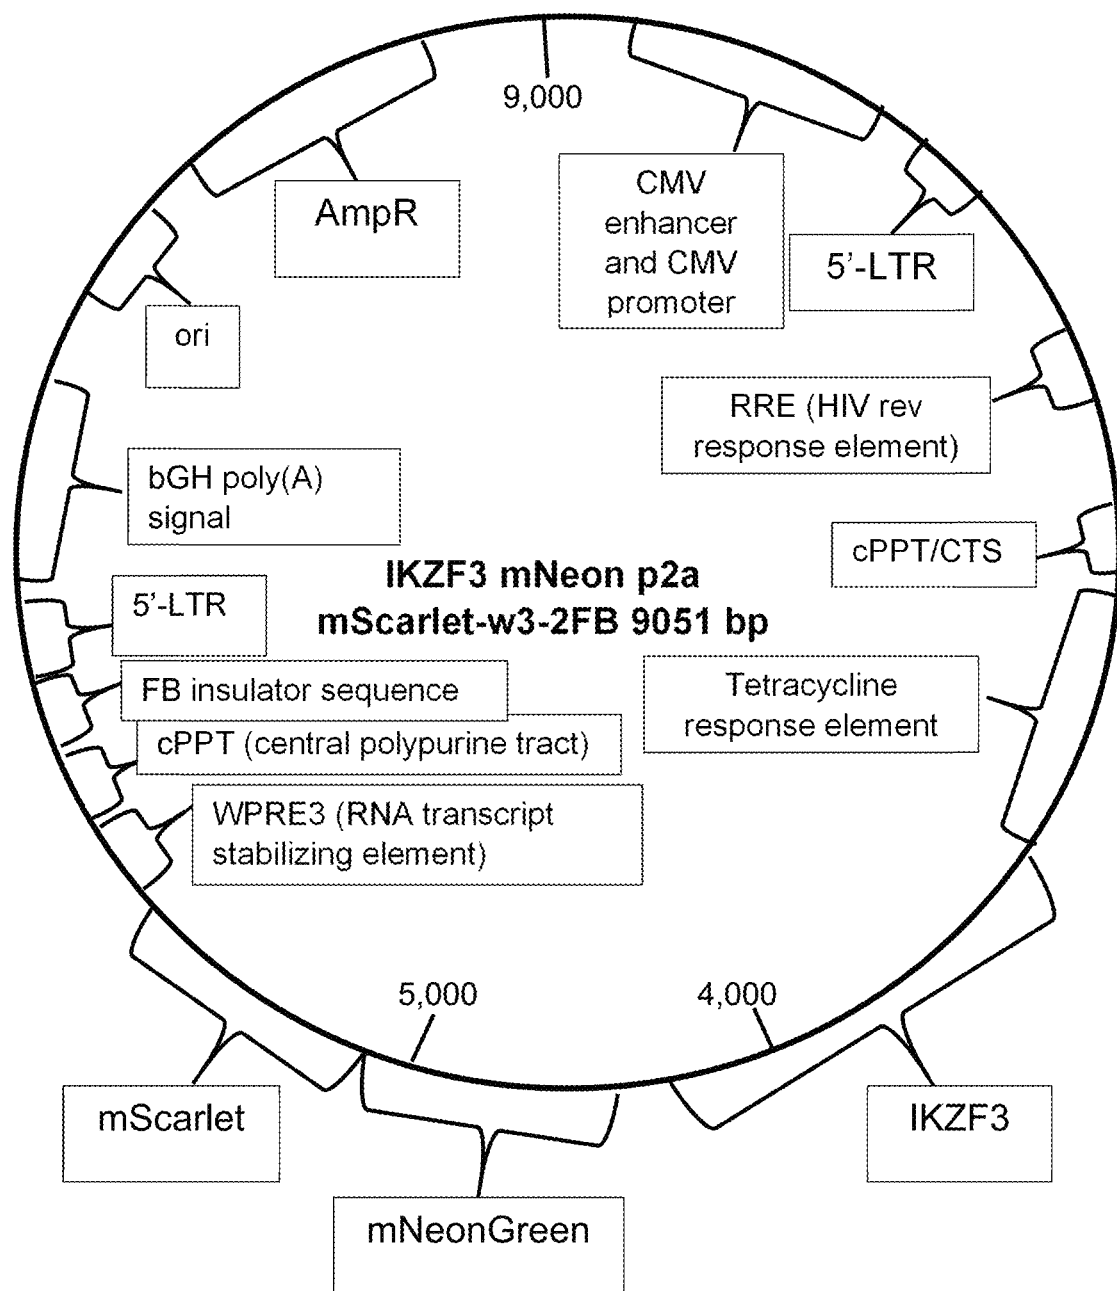 9,000
AmpR
CMV
enhancer
and CMV
promoter
5'-LTR
ori
RRE (HIV rev
response element)
bGH poly(A)
signal
cPPT/CTS
IKZF3 mNeon p2a
mScarlet-w3-2FB 9051 bp
5'-LTR
FB insulator sequence
Tetracycline
response element
cPPT (central polypurine tract)
WPRE3 (RNA transcript
stabilizing element)
5,000
4,000
mScarlet
IKZF3
mNeonGreen